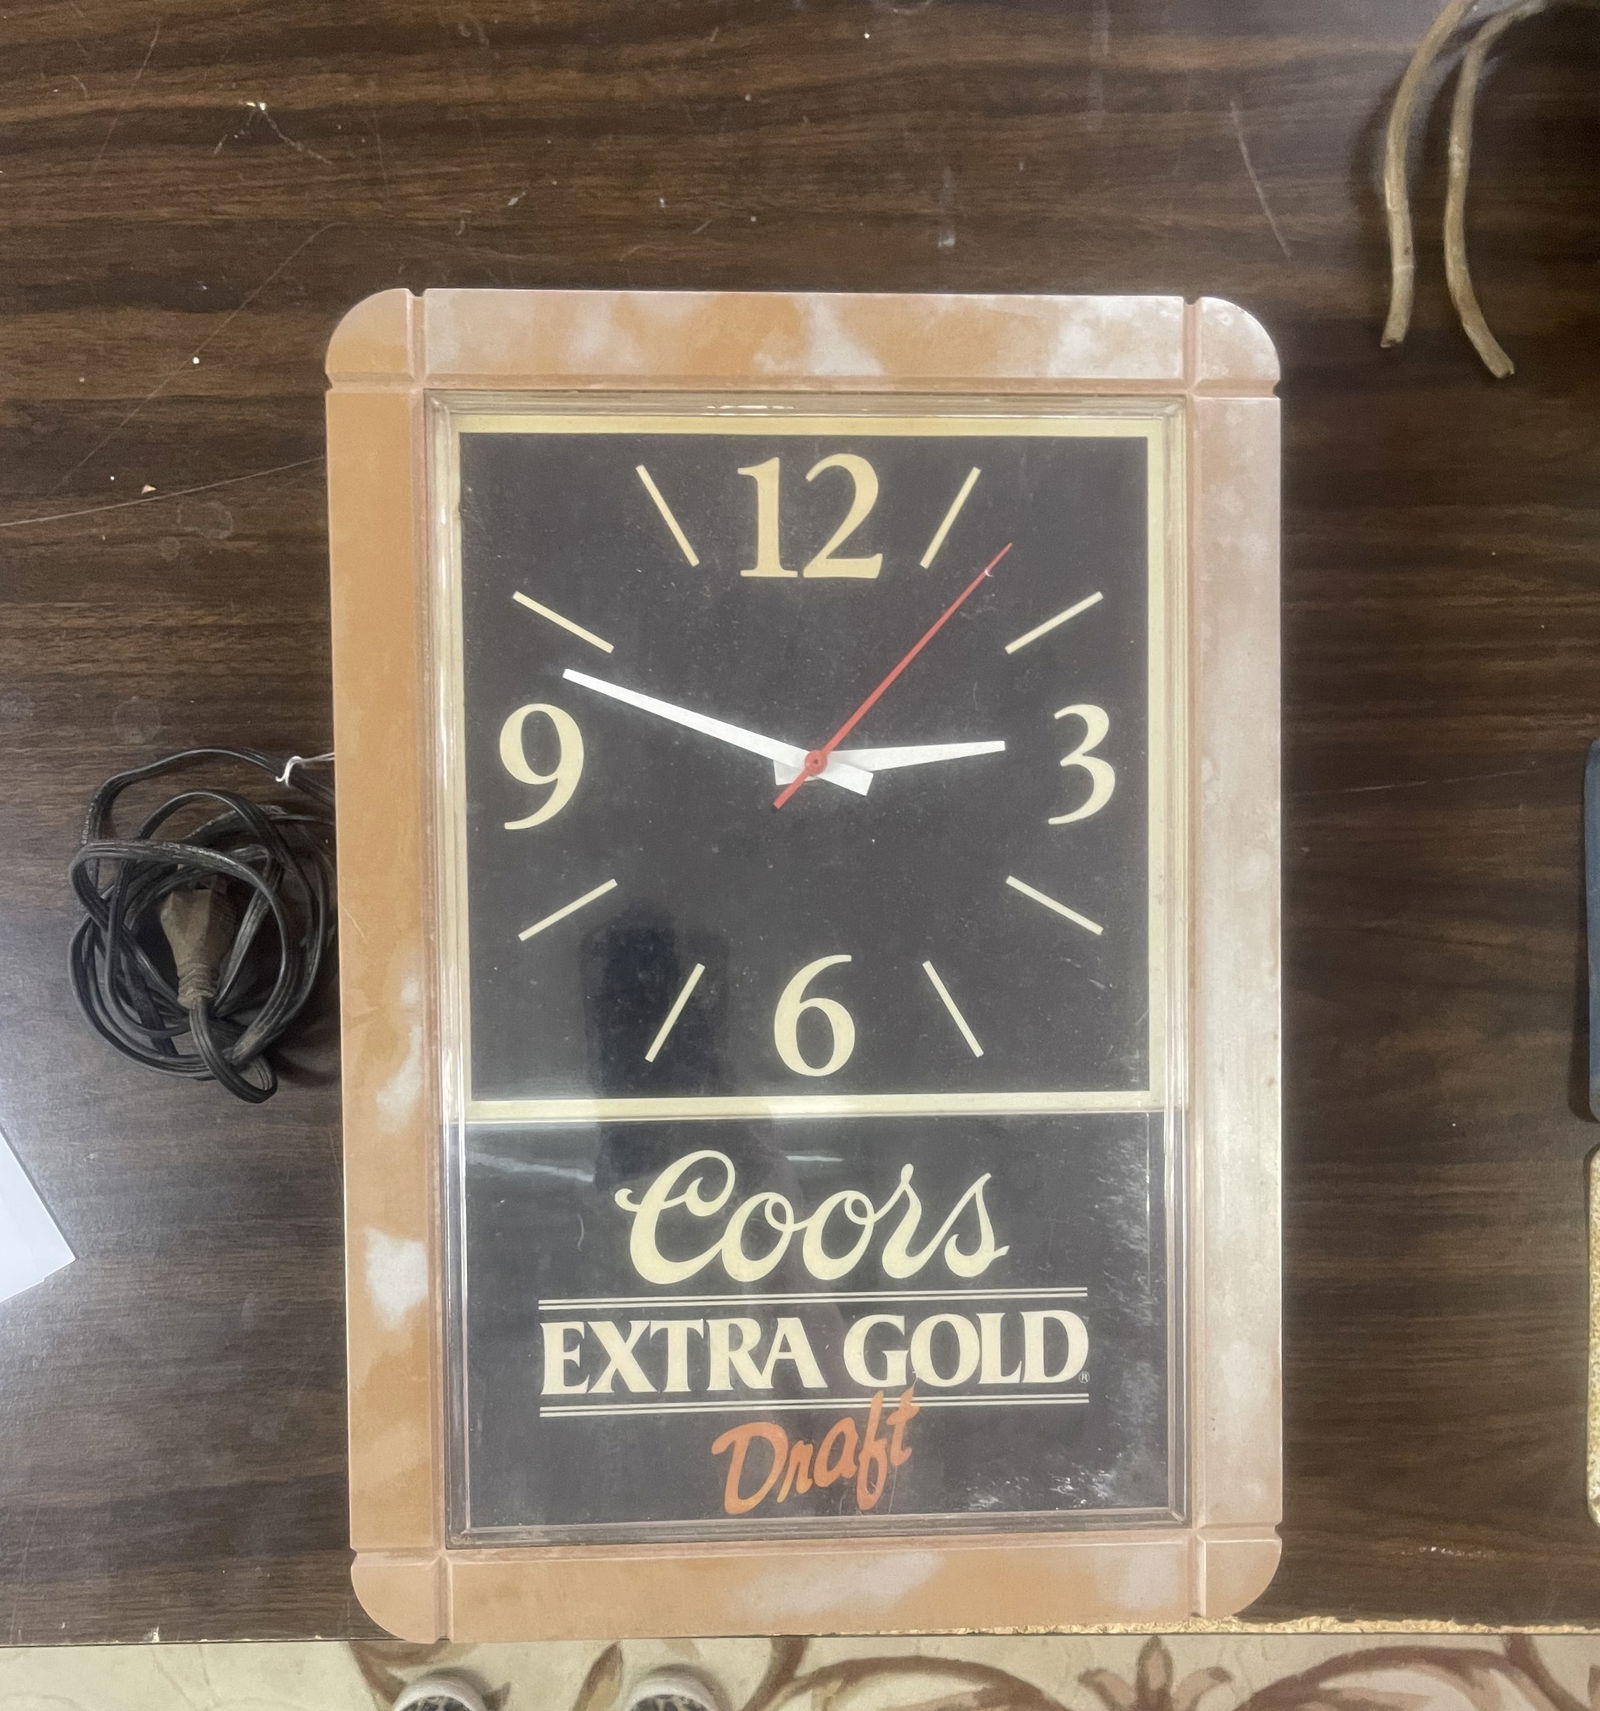 12
9 3
6
Coors
EXTRA GOLD®
Draft